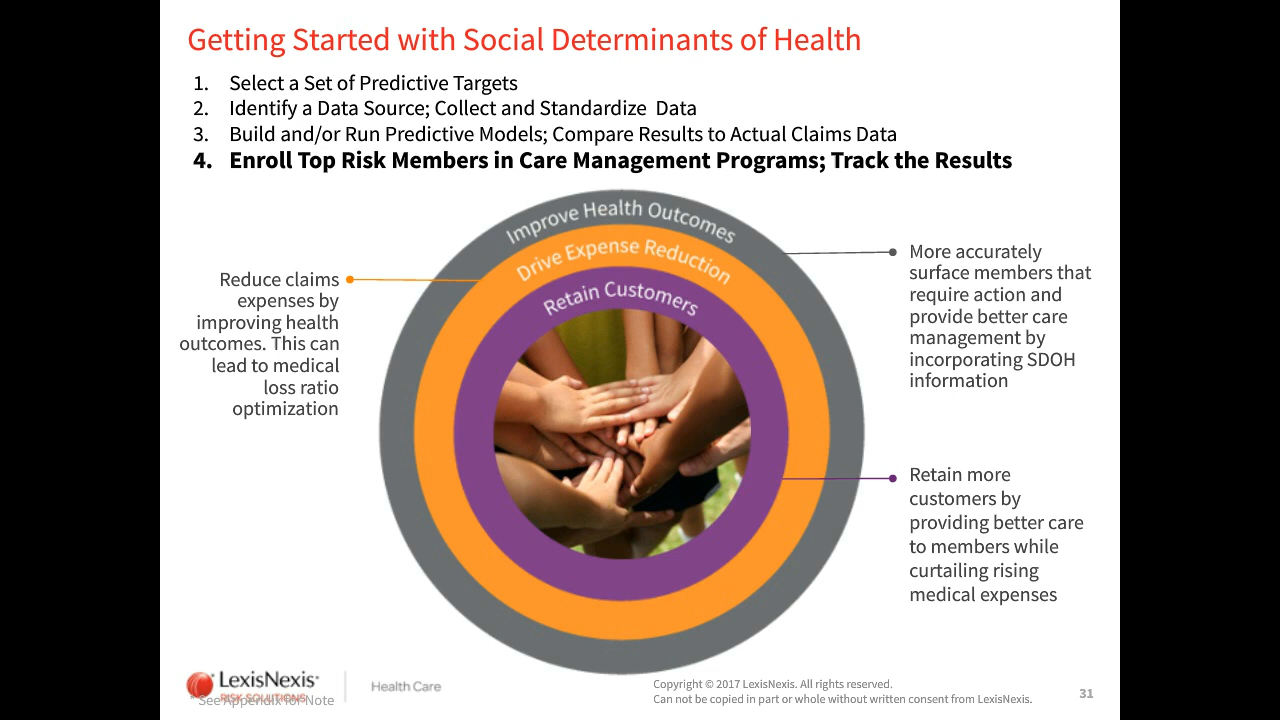 Getting Started with Social Determinants of Health
1. Select a Set of Predictive Targets
2. Identify a Data Source; Collect and Standardize Data
3. Build and/or Run Predictive Models; Compare Results to Actual Claims Data
4. Enroll Top Risk Members in Care Management Programs; Track the Results
Improve Health Outcomes
Drive Expense Reduction
Retain Customers
Reduce claims
expenses by
improving health
outcomes. This can
lead to medical
loss ratio
optimization
More accurately
surface members that
require action and
provide better care
management by
incorporating SDOH
information
Retain more
customers by
providing better care
to members while
curtailing rising
medical expenses
LexisNexis
RISK SOLUTIONS
* See Appendix for Note
Health Care
Copyright © 2017 LexisNexis. All rights reserved.
Can not be copied in part or whole without written consent from LexisNexis.
31